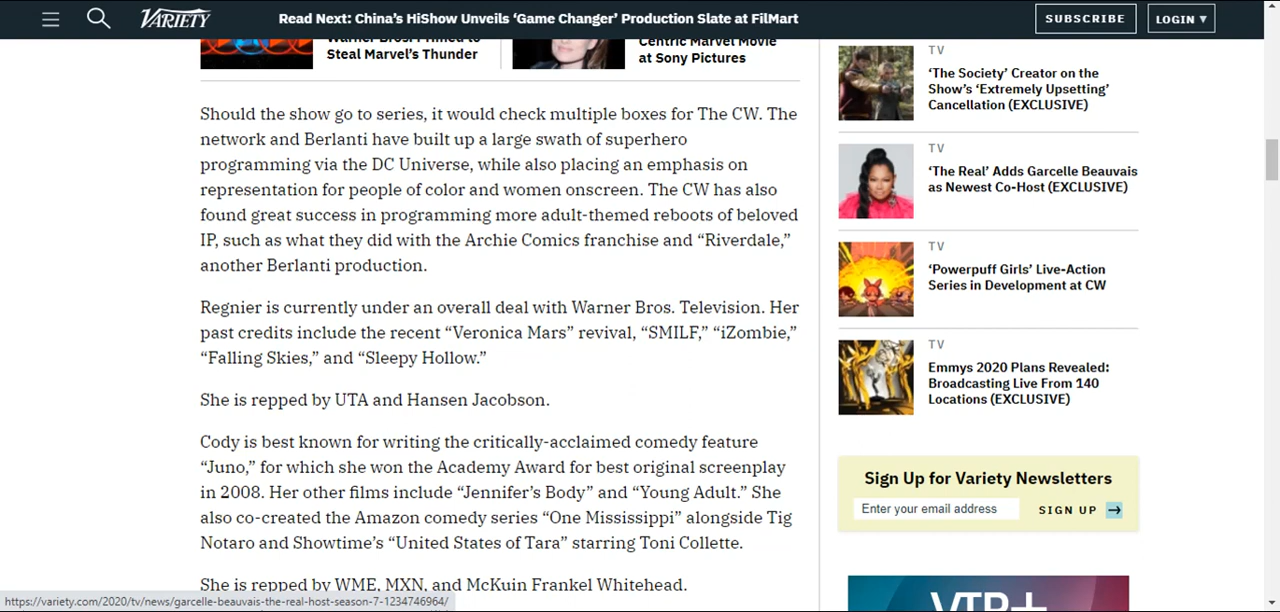 VARIETY
Read Next: China's HiShow Unveils ‘Game Changer’ Production Slate at FilMart
SUBSCRIBE
LOGIN ▾
Steal Marvel's Thunder
Centric Marvel Movie
at Sony Pictures
Should the show go to series, it would check multiple boxes for The CW. The
network and Berlanti have built up a large swath of superhero
programming via the DC Universe, while also placing an emphasis on
representation for people of color and women onscreen. The CW has also
found great success in programming more adult-themed reboots of beloved
IP, such as what they did with the Archie Comics franchise and “Riverdale,”
another Berlanti production.
Regnier is currently under an overall deal with Warner Bros. Television. Her
past credits include the recent “Veronica Mars” revival, “SMILF,” “iZombie,”
“Falling Skies,” and “Sleepy Hollow.”
She is repped by UTA and Hansen Jacobson.
Cody is best known for writing the critically-acclaimed comedy feature
“Juno,” for which she won the Academy Award for best original screenplay
in 2008. Her other films include “Jennifer’s Body” and “Young Adult.” She
also co-created the Amazon comedy series “One Mississippi” alongside Tig
Notaro and Showtime’s “United States of Tara” starring Toni Collette.
She is repped by WME, MXN, and McKuin Frankel Whitehead.
TV
‘The Society’ Creator on the
Show’s ‘Extremely Upsetting’
Cancellation (EXCLUSIVE)
TV
‘The Real’ Adds Garcelle Beauvais
as Newest Co-Host (EXCLUSIVE)
TV
‘Powerpuff Girls’ Live-Action
Series in Development at CW
TV
Emmys 2020 Plans Revealed:
Broadcasting Live From 140
Locations (EXCLUSIVE)
Sign Up for Variety Newsletters
Enter your email address
SIGN UP →
https://variety.com/2020/tv/news/garcelle-beauvais-the-real-host-season-7-1234746964/